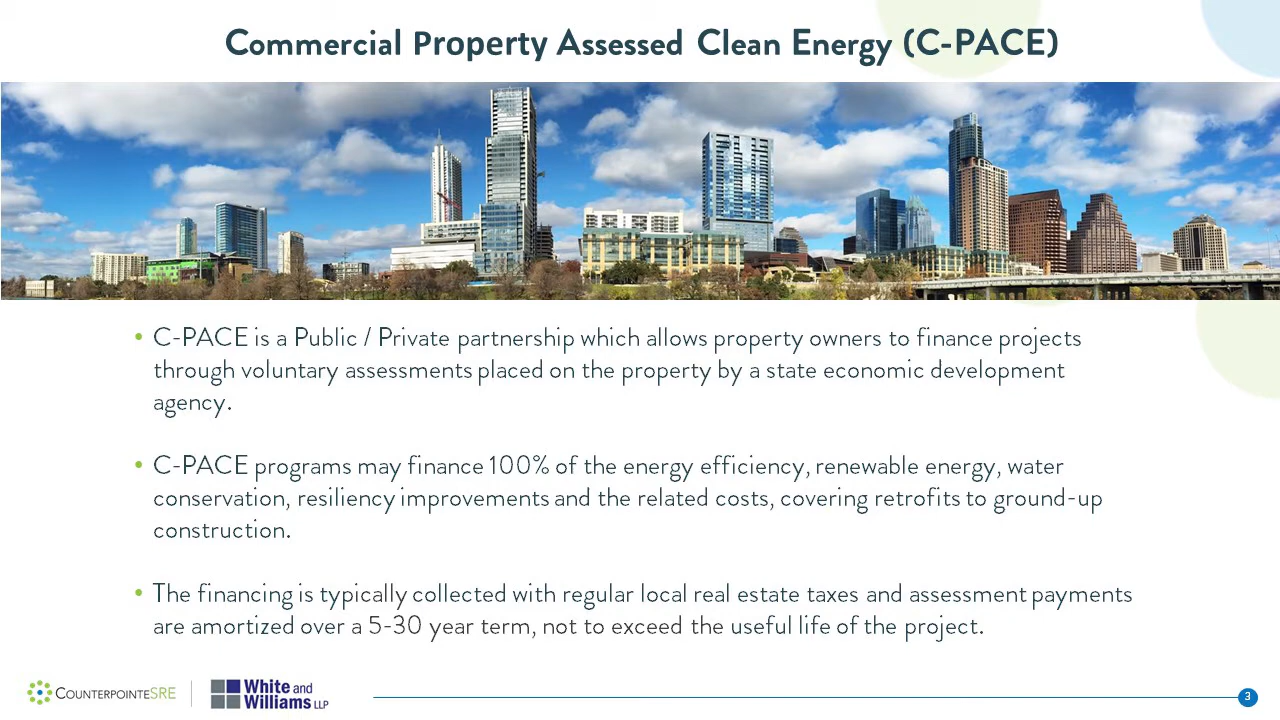 Commercial Property Assessed Clean Energy (C-PACE)
• C-PACE is a Public / Private partnership which allows property owners to finance projects
through voluntary assessments placed on the property by a state economic development
agency.
• C-PACE programs may finance 100% of the energy efficiency, renewable energy, water
conservation, resiliency improvements and the related costs, covering retrofits to ground-up
construction.
• The financing is typically collected with regular local real estate taxes and assessment payments
are amortized over a 5-30 year term, not to exceed the useful life of the project.
COUNTERPOINTESRE
White and
Williams LLP
3